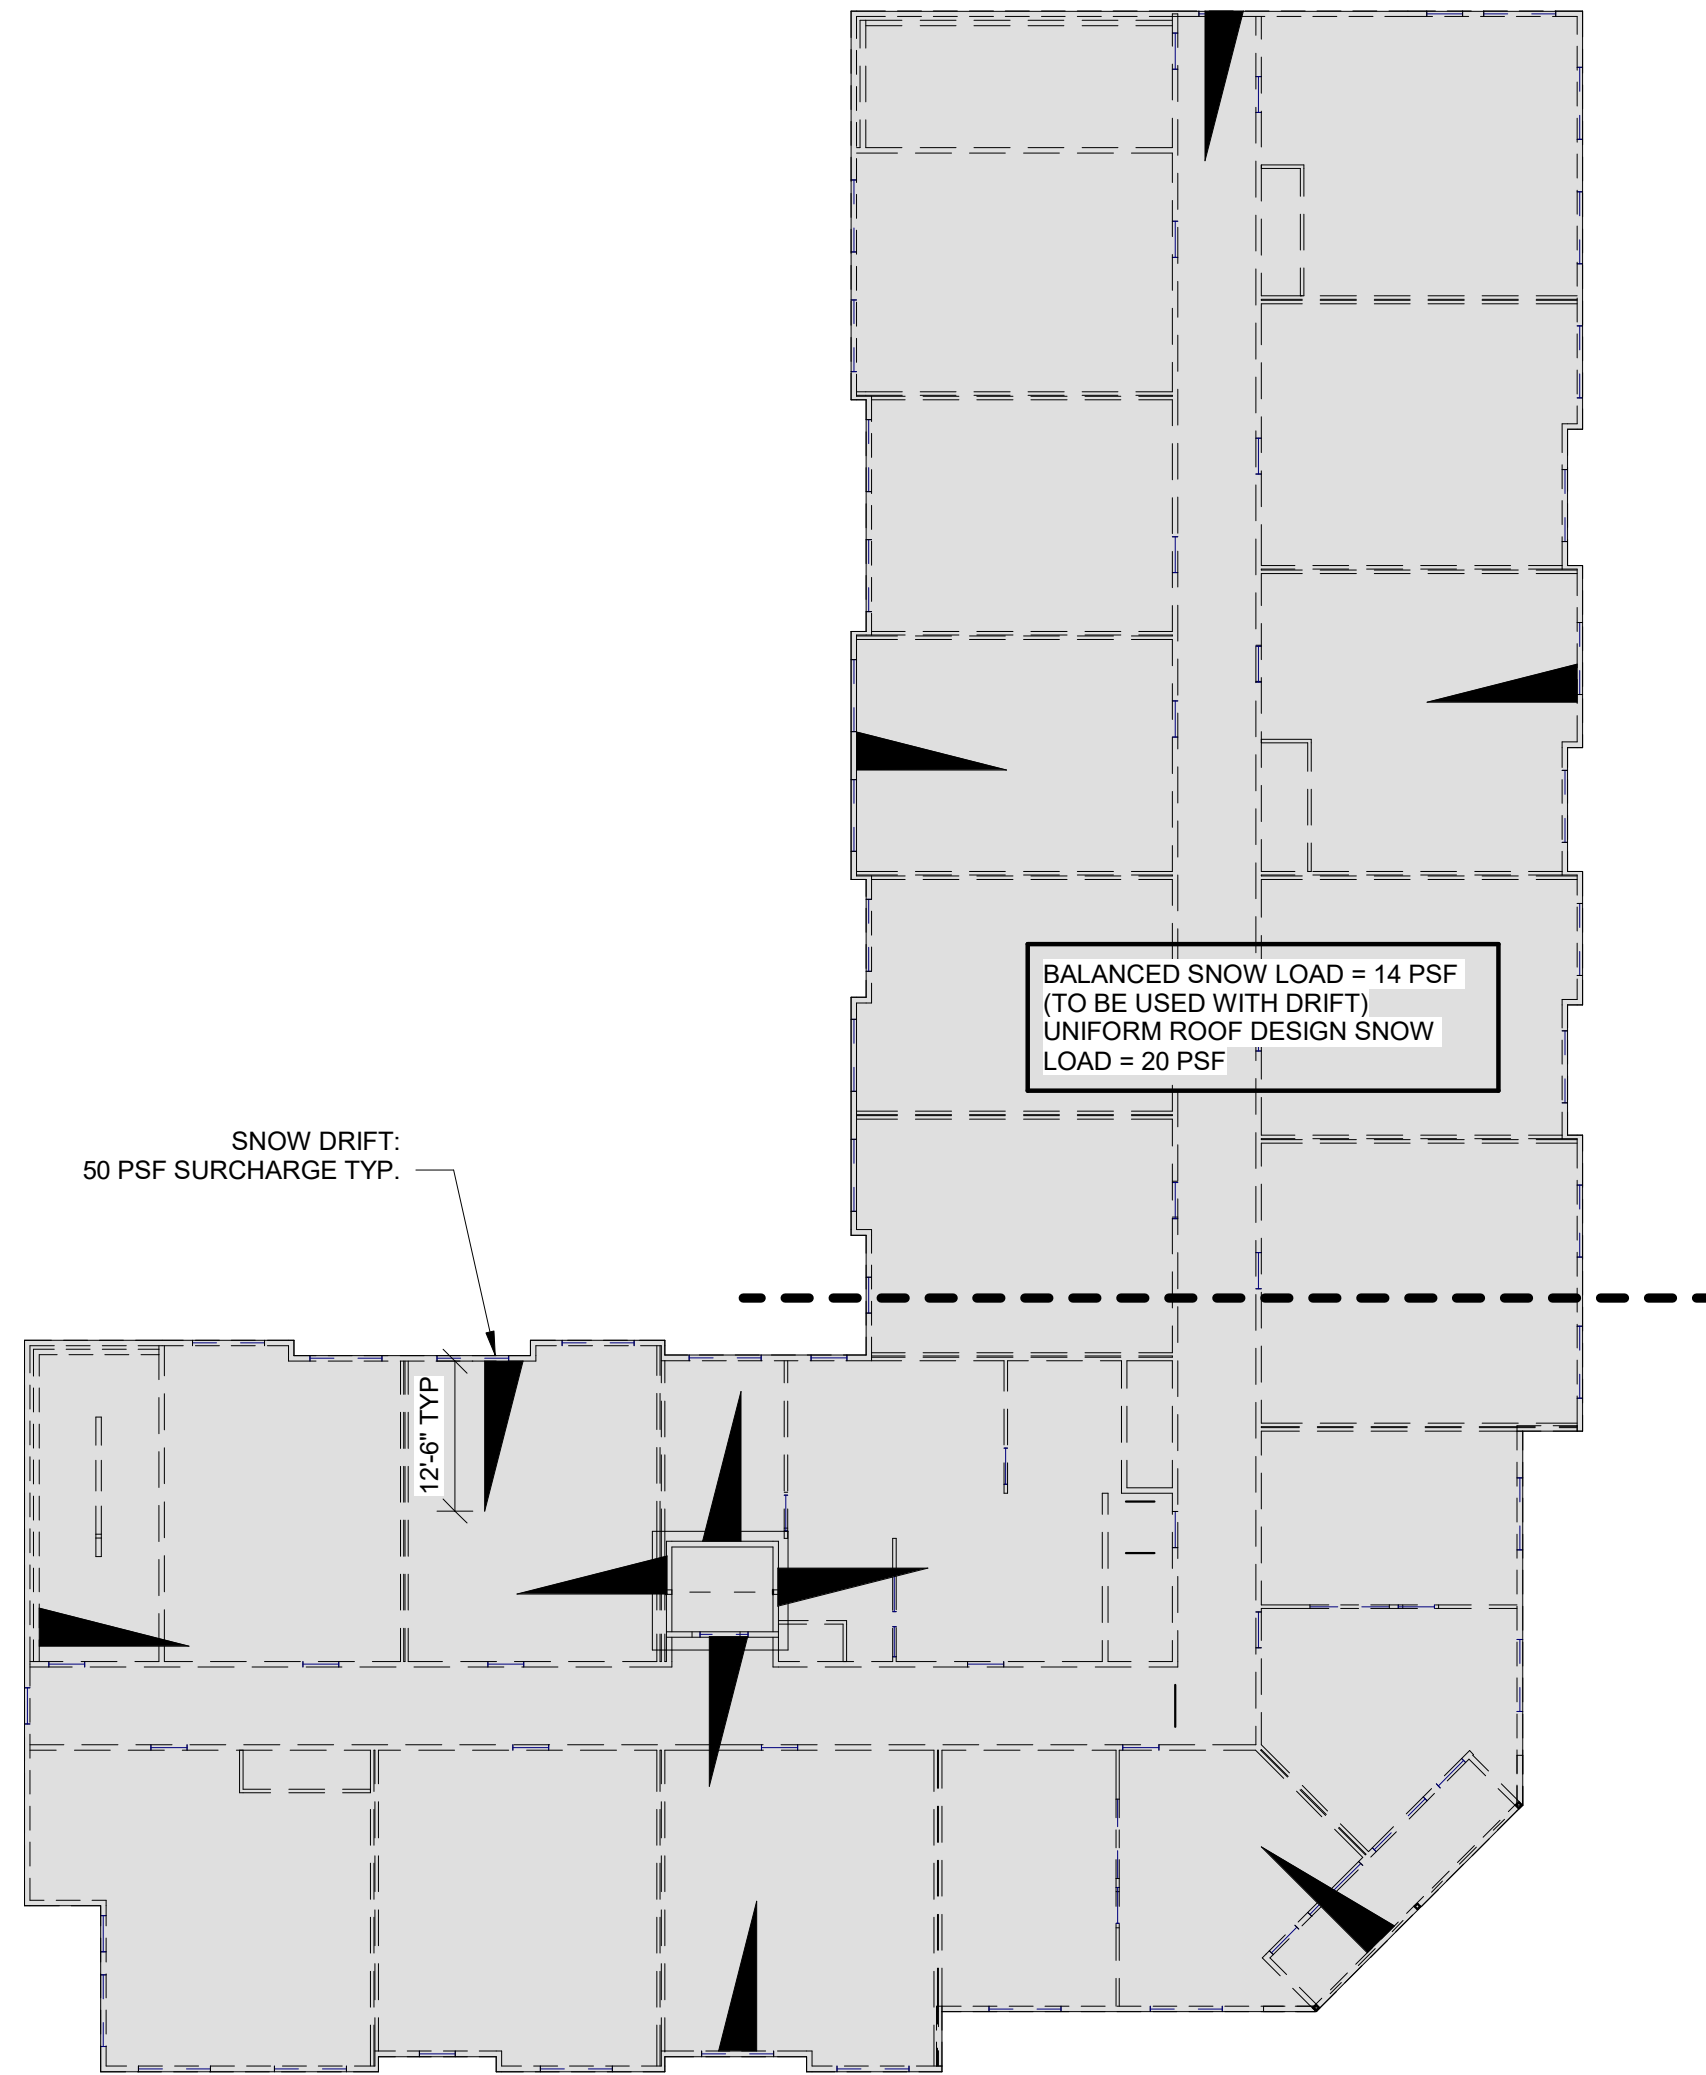 BALANCED SNOW LOAD = 14 PSF
(TO BE USED WITH DRIFT)
UNIFORM ROOF DESIGN SNOW
LOAD = 20 PSF
SNOW DRIFT:
50 PSF SURCHARGE TYP.
12'-6" TYP